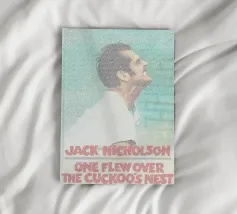 JACK NICHOLSON
ONE FLEW OVER
THE CUCKOO'S NEST